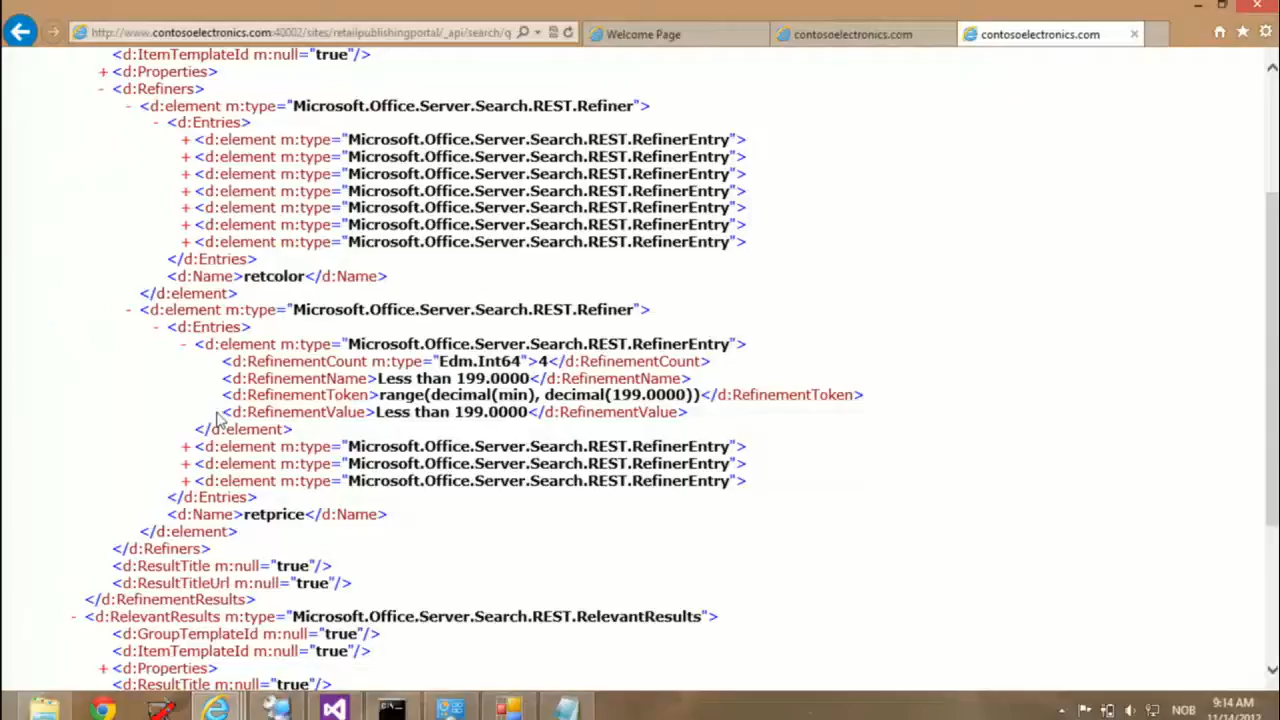 http://www.contosoelectronics.com:40002/sites/retailpublishingportal/_api/search/q
Welcome Page
contosoelectronics.com
contosoelectronics.com
<d:ItemTemplateId m:null="true"/>
+ <d:Properties>
- <d:Refiners>
- <d:element m:type="Microsoft.Office.Server.Search.REST.Refiner">
- <d:Entries>
+ <d:element m:type="Microsoft.Office.Server.Search.REST.RefinerEntry">
+ <d:element m:type="Microsoft.Office.Server.Search.REST.RefinerEntry">
+ <d:element m:type="Microsoft.Office.Server.Search.REST.RefinerEntry">
+ <d:element m:type="Microsoft.Office.Server.Search.REST.RefinerEntry">
+ <d:element m:type="Microsoft.Office.Server.Search.REST.RefinerEntry">
+ <d:element m:type="Microsoft.Office.Server.Search.REST.RefinerEntry">
+ <d:element m:type="Microsoft.Office.Server.Search.REST.RefinerEntry">
</d:Entries>
<d:Name>retcolor</d:Name>
</d:element>
- <d:element m:type="Microsoft.Office.Server.Search.REST.Refiner">
- <d:Entries>
- <d:element m:type="Microsoft.Office.Server.Search.REST.RefinerEntry">
<d:RefinementCount m:type="Edm.Int64">4</d:RefinementCount>
<d:RefinementName>Less than 199.0000</d:RefinementName>
<d:RefinementToken>range(decimal(min), decimal(199.0000))</d:RefinementToken>
<d:RefinementValue>Less than 199.0000</d:RefinementValue>
</d:element>
+ <d:element m:type="Microsoft.Office.Server.Search.REST.RefinerEntry">
+ <d:element m:type="Microsoft.Office.Server.Search.REST.RefinerEntry">
+ <d:element m:type="Microsoft.Office.Server.Search.REST.RefinerEntry">
</d:Entries>
<d:Name>retprice</d:Name>
</d:element>
</d:Refiners>
<d:ResultTitle m:null="true"/>
<d:ResultTitleUrl m:null="true"/>
</d:RefinementResults>
- <d:RelevantResults m:type="Microsoft.Office.Server.Search.REST.RelevantResults">
<d:GroupTemplateId m:null="true"/>
<d:ItemTemplateId m:null="true"/>
+ <d:Properties>
<d:ResultTitle m:null="true"/>
NOB
9:14 AM